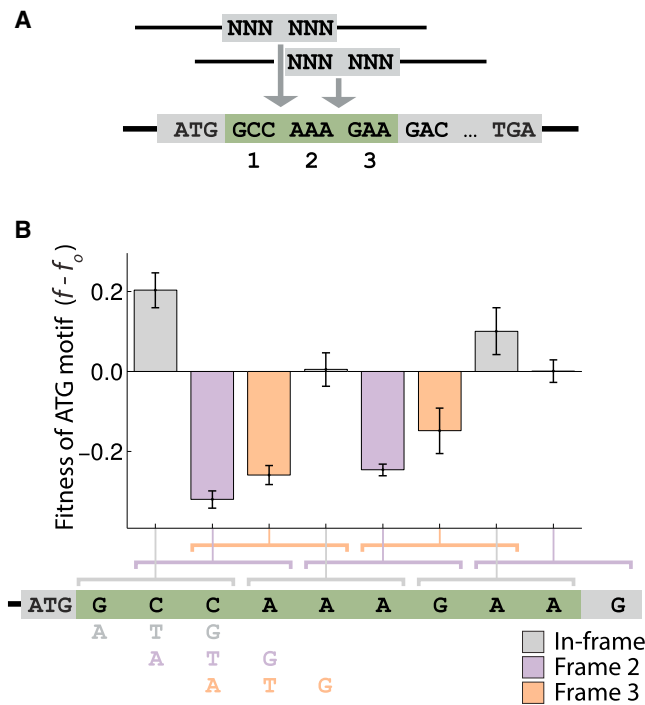 A
NNN NNN
NNN NNN
ATG GCC AAA GAA GAC ... TGA
1 2 3
B
Fitness of ATG motif (f - fo)
0.2
0.0
−0.2
ATG G C C A A A G A A G
A T G
A T G
A T G
In-frame
Frame 2
Frame 3